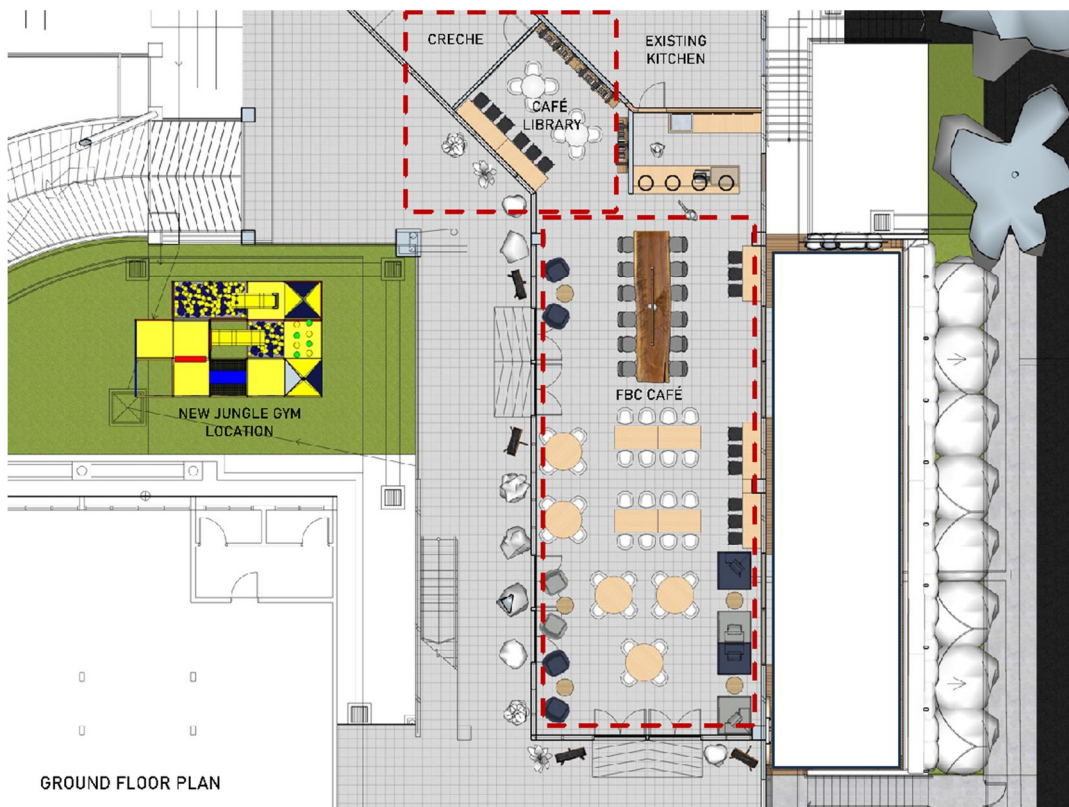 CRECHE
EXISTING
KITCHEN
CAFÉ
LIBRARY
FBC CAFÉ
NEW JUNGLE GYM
LOCATION
GROUND FLOOR PLAN